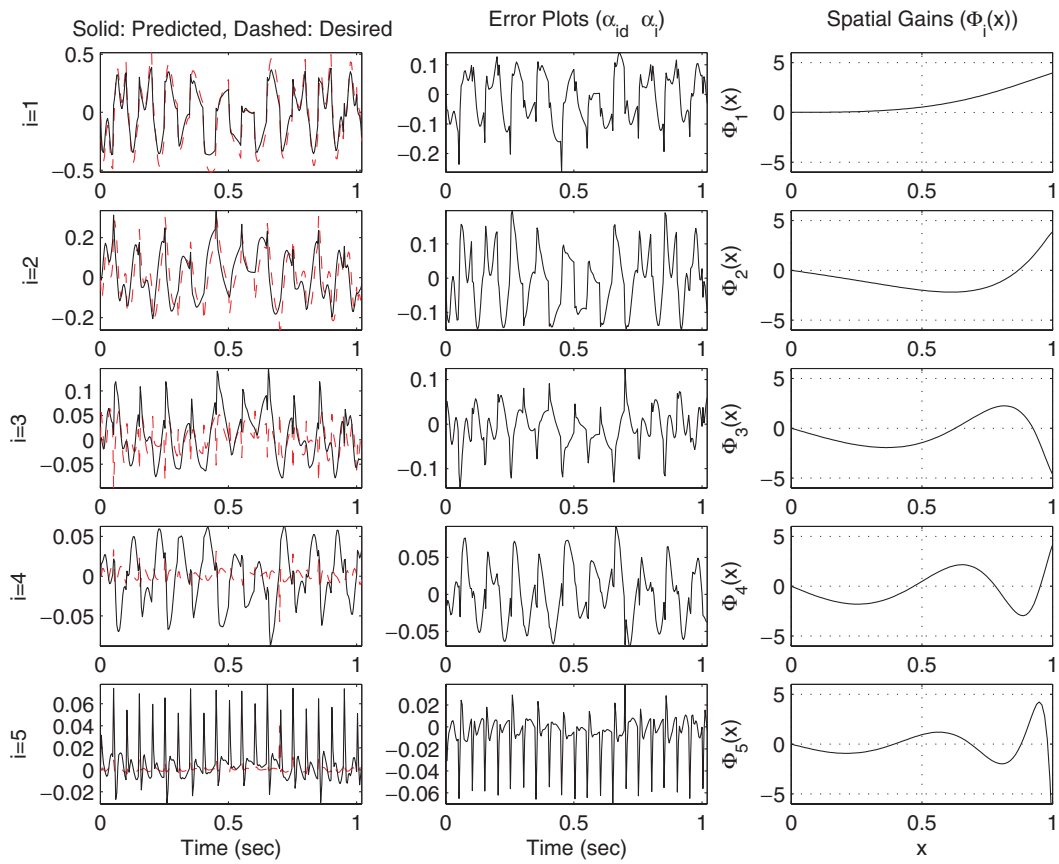 Solid: Predicted, Dashed: Desired
Error Plots (α_id α_i)
Spatial Gains (Φ_i(x))
i=1
0.5
0
−0.5
0 0.5 1
0.1
0
−0.1
−0.2
0 0.5 1
Φ_1(x)
5
0
−5
0 0.5 1
i=2
0.2
0
−0.2
0 0.5 1
0.1
0
−0.1
0 0.5 1
Φ_2(x)
5
0
−5
0 0.5 1
i=3
0.1
0.05
0
−0.05
0 0.5 1
0.1
0
−0.1
0 0.5 1
Φ_3(x)
5
0
−5
0 0.5 1
i=4
0.05
0
−0.05
0 0.5 1
0.05
0
−0.05
0 0.5 1
Φ_4(x)
5
0
−5
0 0.5 1
i=5
0.06
0.04
0.02
0
−0.02
0 0.5 1
Time (sec)
0.02
0
−0.02
−0.04
−0.06
0 0.5 1
Time (sec)
Φ_5(x)
5
0
−5
0 0.5 1
x